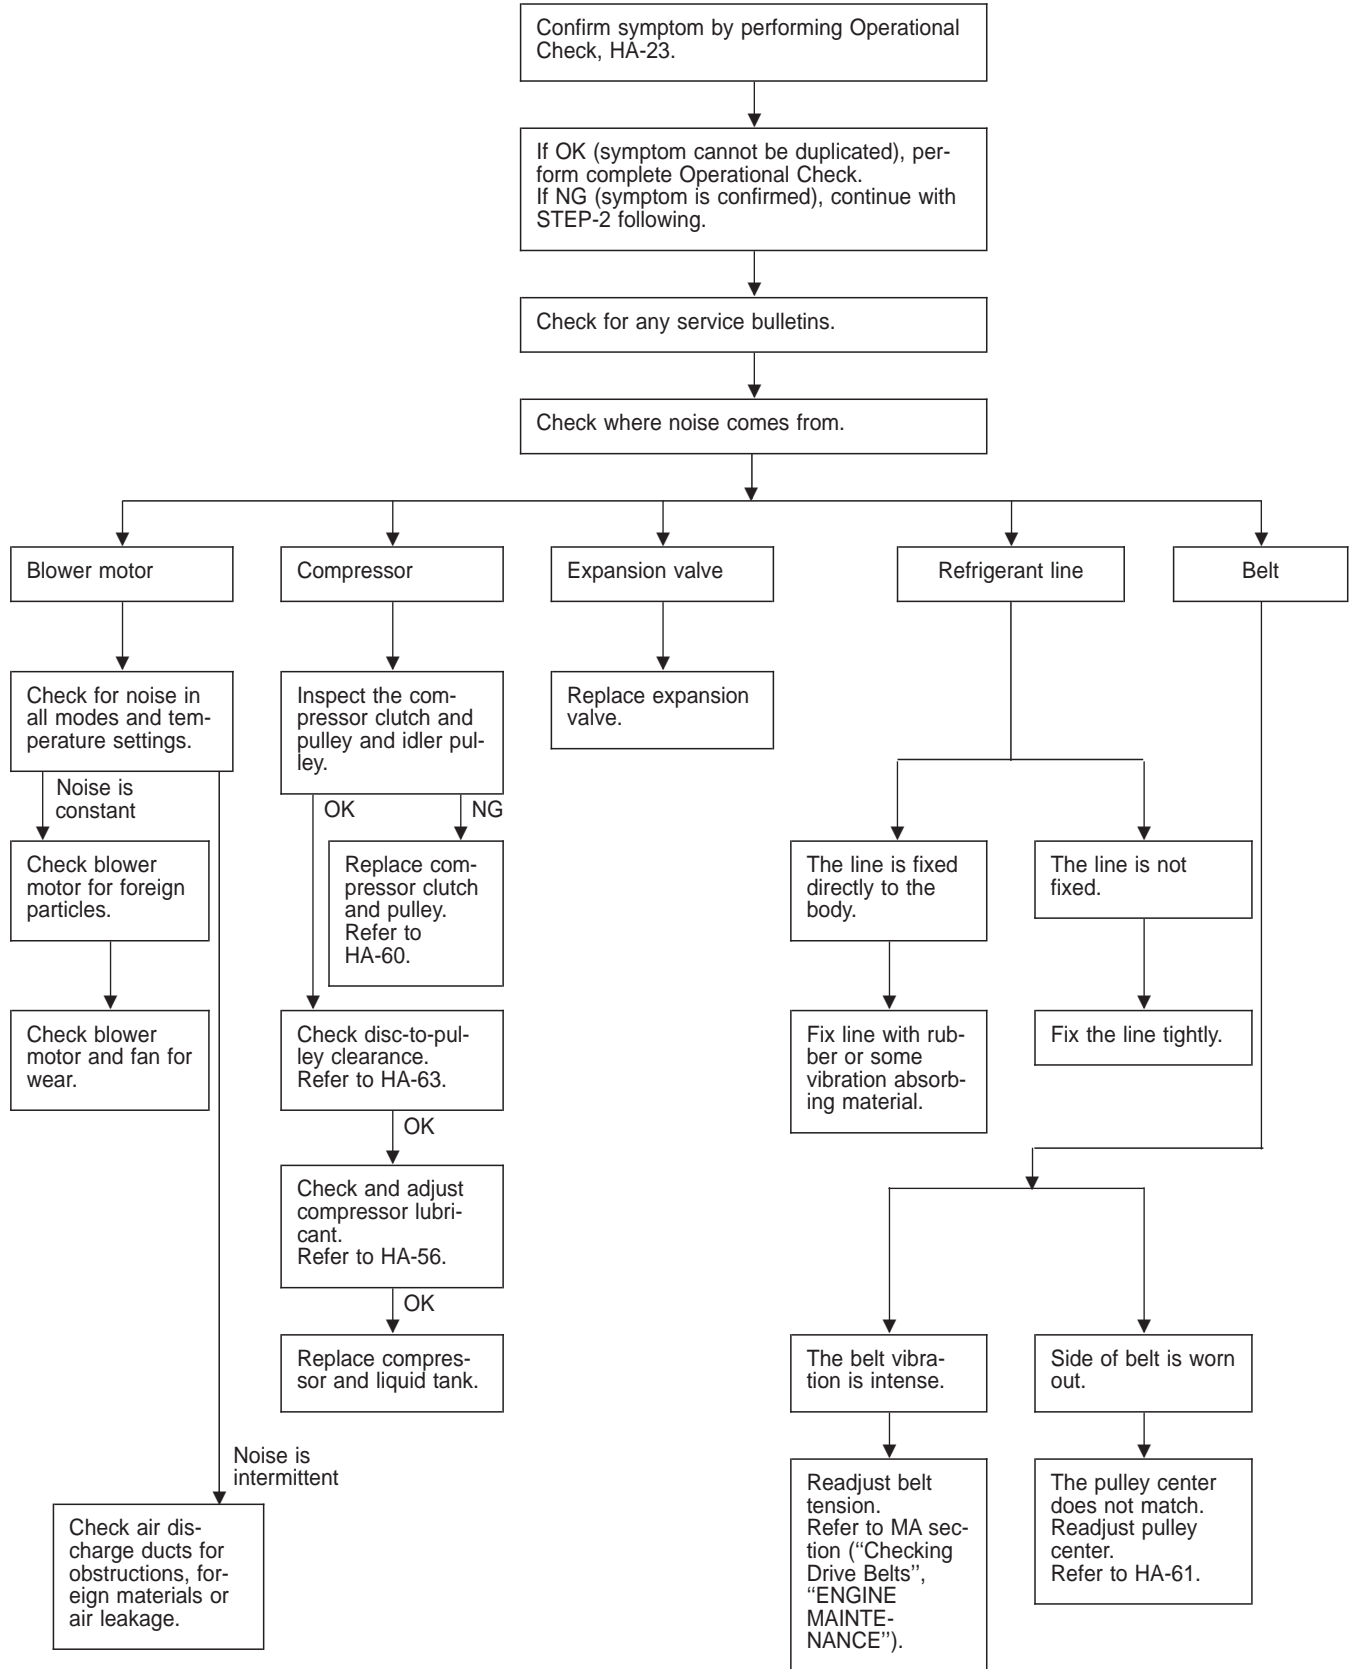 Confirm symptom by performing Operational
Check, HA-23.
If OK (symptom cannot be duplicated), per-
form complete Operational Check.
If NG (symptom is confirmed), continue with
STEP-2 following.
Check for any service bulletins.
Check where noise comes from.
Blower motor
Compressor
Expansion valve
Refrigerant line
Belt
Check for noise in
all modes and tem-
perature settings.
Inspect the com-
pressor clutch and
pulley and idler pul-
ley.
Replace expansion
valve.
Noise is
constant
OK
NG
Check blower
motor for foreign
particles.
Replace com-
pressor clutch
and pulley.
Refer to
HA-60.
The line is fixed
directly to the
body.
The line is not
fixed.
Check blower
motor and fan for
wear.
Check disc-to-pul-
ley clearance.
Refer to HA-63.
Fix line with rub-
ber or some
vibration absorb-
ing material.
Fix the line tightly.
OK
Check and adjust
compressor lubri-
cant.
Refer to HA-56.
OK
Replace compres-
sor and liquid tank.
The belt vibra-
tion is intense.
Side of belt is worn
out.
Noise is
intermittent
Check air dis-
charge ducts for
obstructions, for-
eign materials or
air leakage.
Readjust belt
tension.
Refer to MA sec-
tion (‘‘Checking
Drive Belts’’,
‘‘ENGINE
MAINTE-
NANCE’’).
The pulley center
does not match.
Readjust pulley
center.
Refer to HA-61.